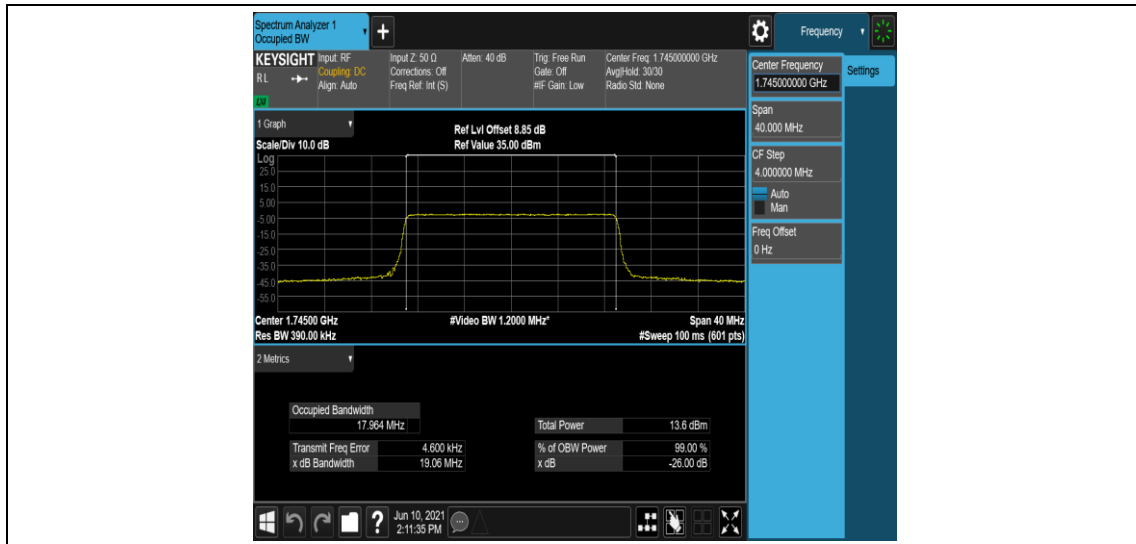 Spectrum Analyzer 1
Occupied BW
+
Frequency
KEYSIGHT
RL
LXI
Input: RF
Coupling: DC
Align: Auto
Input Z: 50 Ω
Corrections: Off
Freq Ref: Int (S)
Atten: 40 dB
Trig: Free Run
Gate: Off
#IF Gain: Low
Center Freq: 1.745000000 GHz
Avg|Hold: 30/30
Radio Std: None
Center Frequency
1.745000000 GHz
Settings
Span
40.000 MHz
CF Step
4.000000 MHz
Auto
Man
Freq Offset
0 Hz
1 Graph
Ref Lvl Offset 8.85 dB
Scale/Div 10.0 dB
Ref Value 35.00 dBm
Log
25.0
15.0
5.00
-5.00
-15.0
-25.0
-35.0
-45.0
-55.0
Center 1.74500 GHz
#Video BW 1.2000 MHz*
Span 40 MHz
Res BW 390.00 kHz
#Sweep 100 ms (601 pts)
2 Metrics
Occupied Bandwidth
17.964 MHz
Total Power 13.6 dBm
Transmit Freq Error 4.600 kHz
% of OBW Power 99.00 %
x dB Bandwidth 19.06 MHz
x dB -26.00 dB
?
Jun 10, 2021
2:11:35 PM